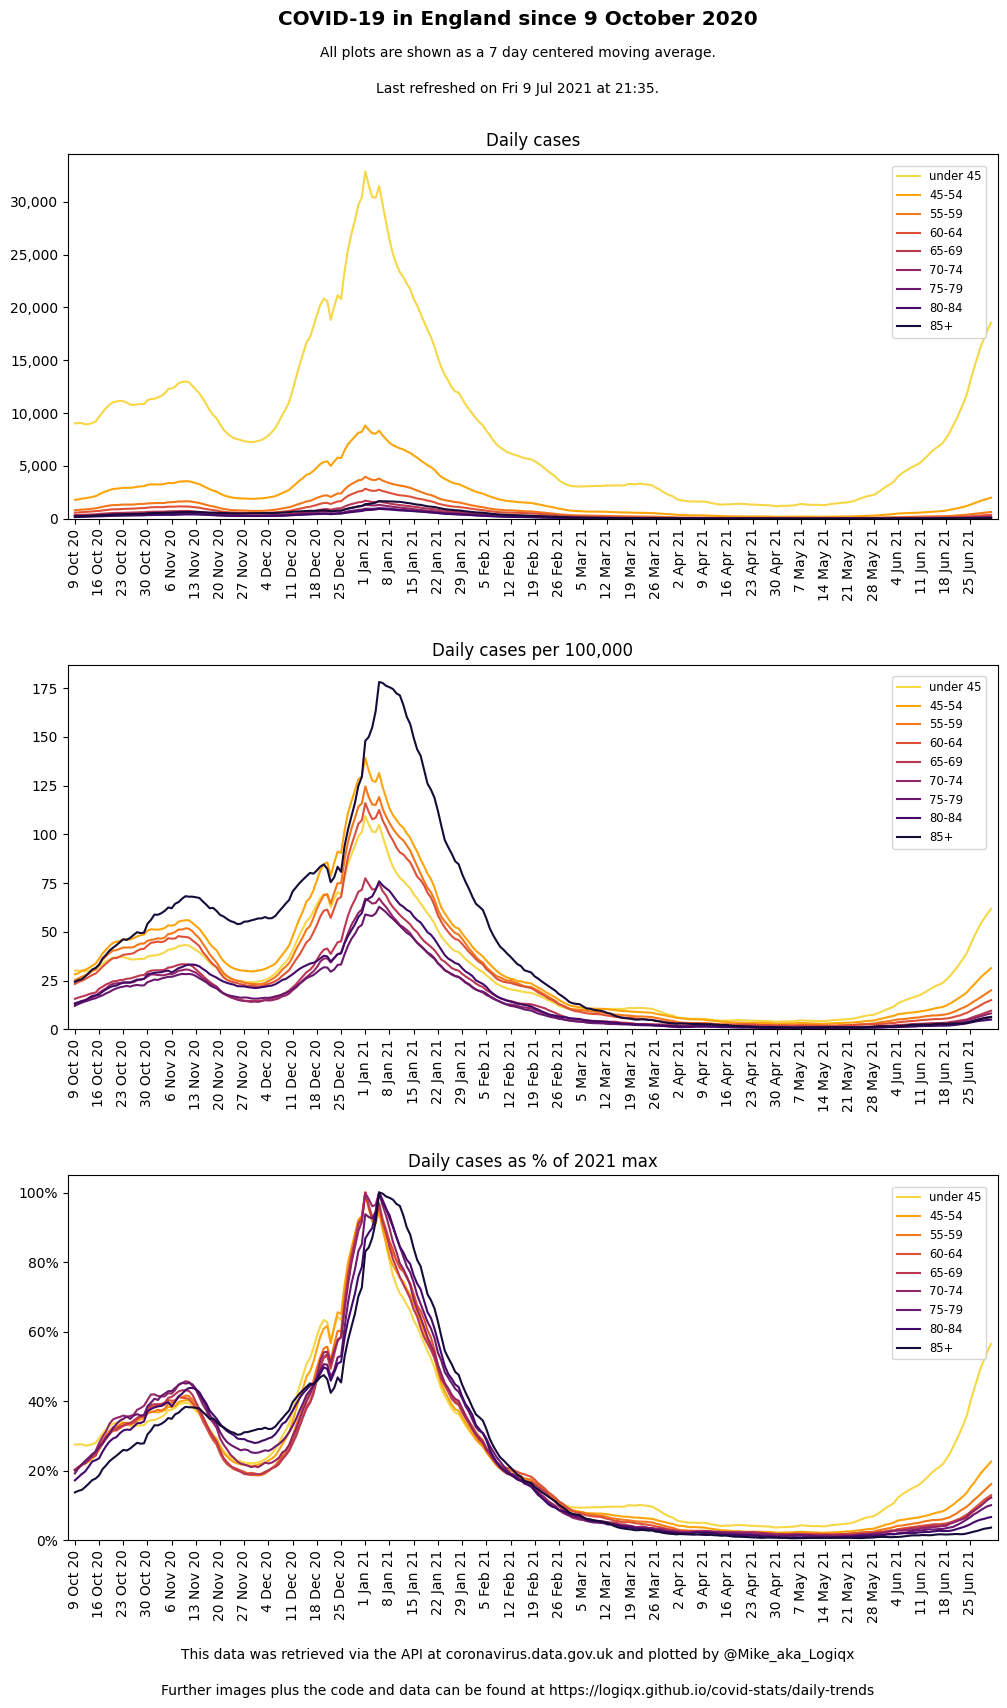 COVID-19 in England since 9 October 2020
All plots are shown as a 7 day centered moving average.
Last refreshed on Fri 9 Jul 2021 at 21:35.
Daily cases
30,000
25,000
20,000
15,000
10,000
5,000
0
under 45
45-54
55-59
60-64
65-69
70-74
75-79
80-84
85+
9 Oct 20
16 Oct 20
23 Oct 20
30 Oct 20
6 Nov 20
13 Nov 20
20 Nov 20
27 Nov 20
4 Dec 20
11 Dec 20
18 Dec 20
25 Dec 20
1 Jan 21
8 Jan 21
15 Jan 21
22 Jan 21
29 Jan 21
5 Feb 21
12 Feb 21
19 Feb 21
26 Feb 21
5 Mar 21
12 Mar 21
19 Mar 21
26 Mar 21
2 Apr 21
9 Apr 21
16 Apr 21
23 Apr 21
30 Apr 21
7 May 21
14 May 21
21 May 21
28 May 21
4 Jun 21
11 Jun 21
18 Jun 21
25 Jun 21
Daily cases per 100,000
175
150
125
100
75
50
25
0
under 45
45-54
55-59
60-64
65-69
70-74
75-79
80-84
85+
9 Oct 20
16 Oct 20
23 Oct 20
30 Oct 20
6 Nov 20
13 Nov 20
20 Nov 20
27 Nov 20
4 Dec 20
11 Dec 20
18 Dec 20
25 Dec 20
1 Jan 21
8 Jan 21
15 Jan 21
22 Jan 21
29 Jan 21
5 Feb 21
12 Feb 21
19 Feb 21
26 Feb 21
5 Mar 21
12 Mar 21
19 Mar 21
26 Mar 21
2 Apr 21
9 Apr 21
16 Apr 21
23 Apr 21
30 Apr 21
7 May 21
14 May 21
21 May 21
28 May 21
4 Jun 21
11 Jun 21
18 Jun 21
25 Jun 21
Daily cases as % of 2021 max
100%
80%
60%
40%
20%
0%
under 45
45-54
55-59
60-64
65-69
70-74
75-79
80-84
85+
9 Oct 20
16 Oct 20
23 Oct 20
30 Oct 20
6 Nov 20
13 Nov 20
20 Nov 20
27 Nov 20
4 Dec 20
11 Dec 20
18 Dec 20
25 Dec 20
1 Jan 21
8 Jan 21
15 Jan 21
22 Jan 21
29 Jan 21
5 Feb 21
12 Feb 21
19 Feb 21
26 Feb 21
5 Mar 21
12 Mar 21
19 Mar 21
26 Mar 21
2 Apr 21
9 Apr 21
16 Apr 21
23 Apr 21
30 Apr 21
7 May 21
14 May 21
21 May 21
28 May 21
4 Jun 21
11 Jun 21
18 Jun 21
25 Jun 21
This data was retrieved via the API at coronavirus.data.gov.uk and plotted by @Mike_aka_Logiqx
Further images plus the code and data can be found at https://logiqx.github.io/covid-stats/daily-trends